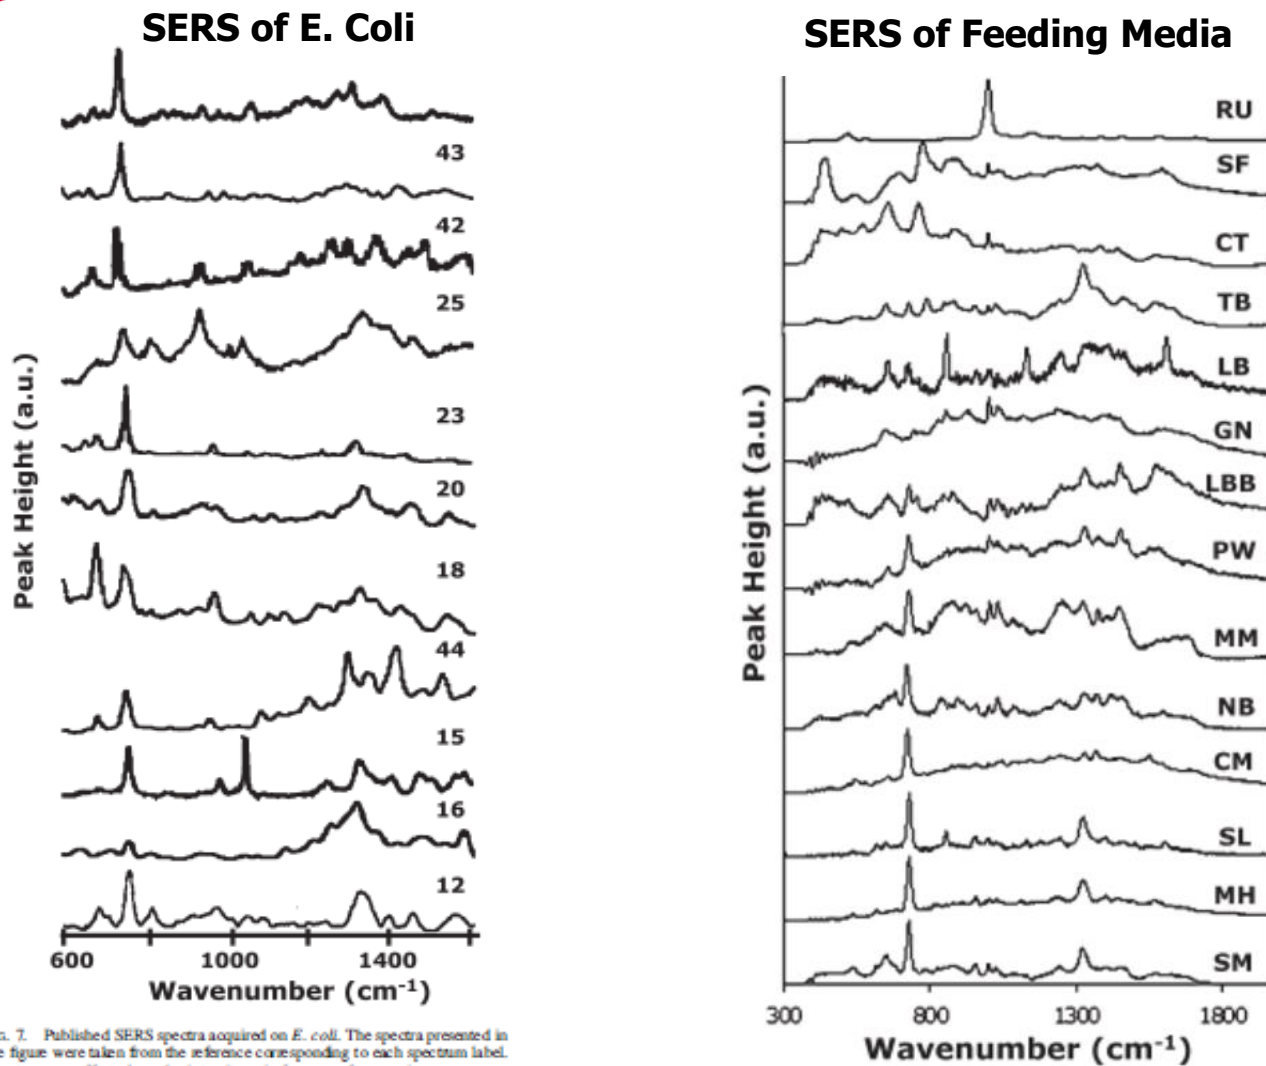 SERS of E. Coli
43
42
25
23
20
18
44
15
16
12
Peak Height (a.u.)
600 1000 1400
Wavenumber (cm-1)
7. Published SERS spectra acquired on E. coli. The spectra presented in
figure were taken from the reference corresponding to each spectrum label.
SERS of Feeding Media
RU
SF
CT
TB
LB
GN
LBB
PW
MM
NB
CM
SL
MH
SM
Peak Height (a.u.)
300 800 1300 1800
Wavenumber (cm-1)